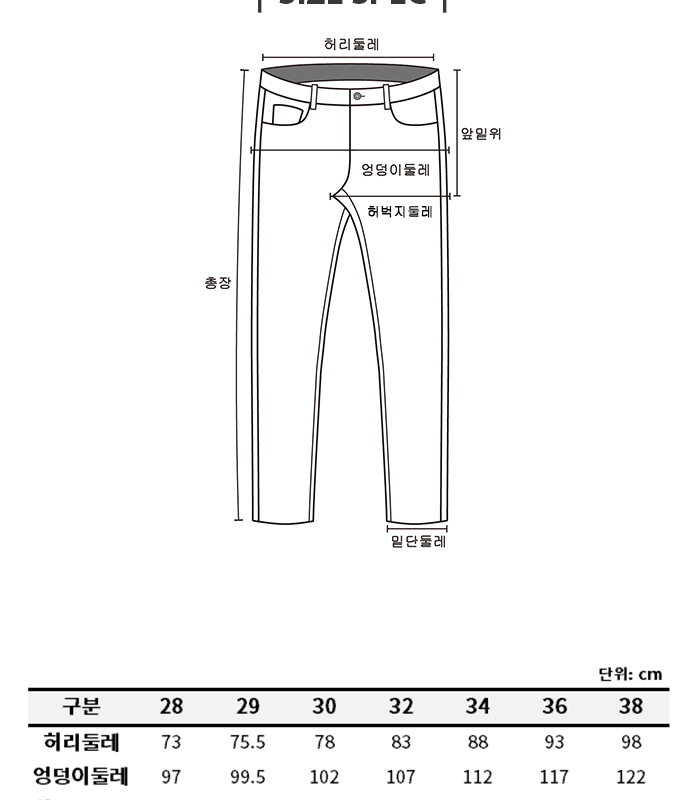 허리둘레
앞밑위
엉덩이둘레
허벅지둘레
총장
밑단둘레
단위: cm
구분 28 29 30 32 34 36 38
허리둘레 73 75.5 78 83 88 93 98
엉덩이둘레 97 99.5 102 107 112 117 122